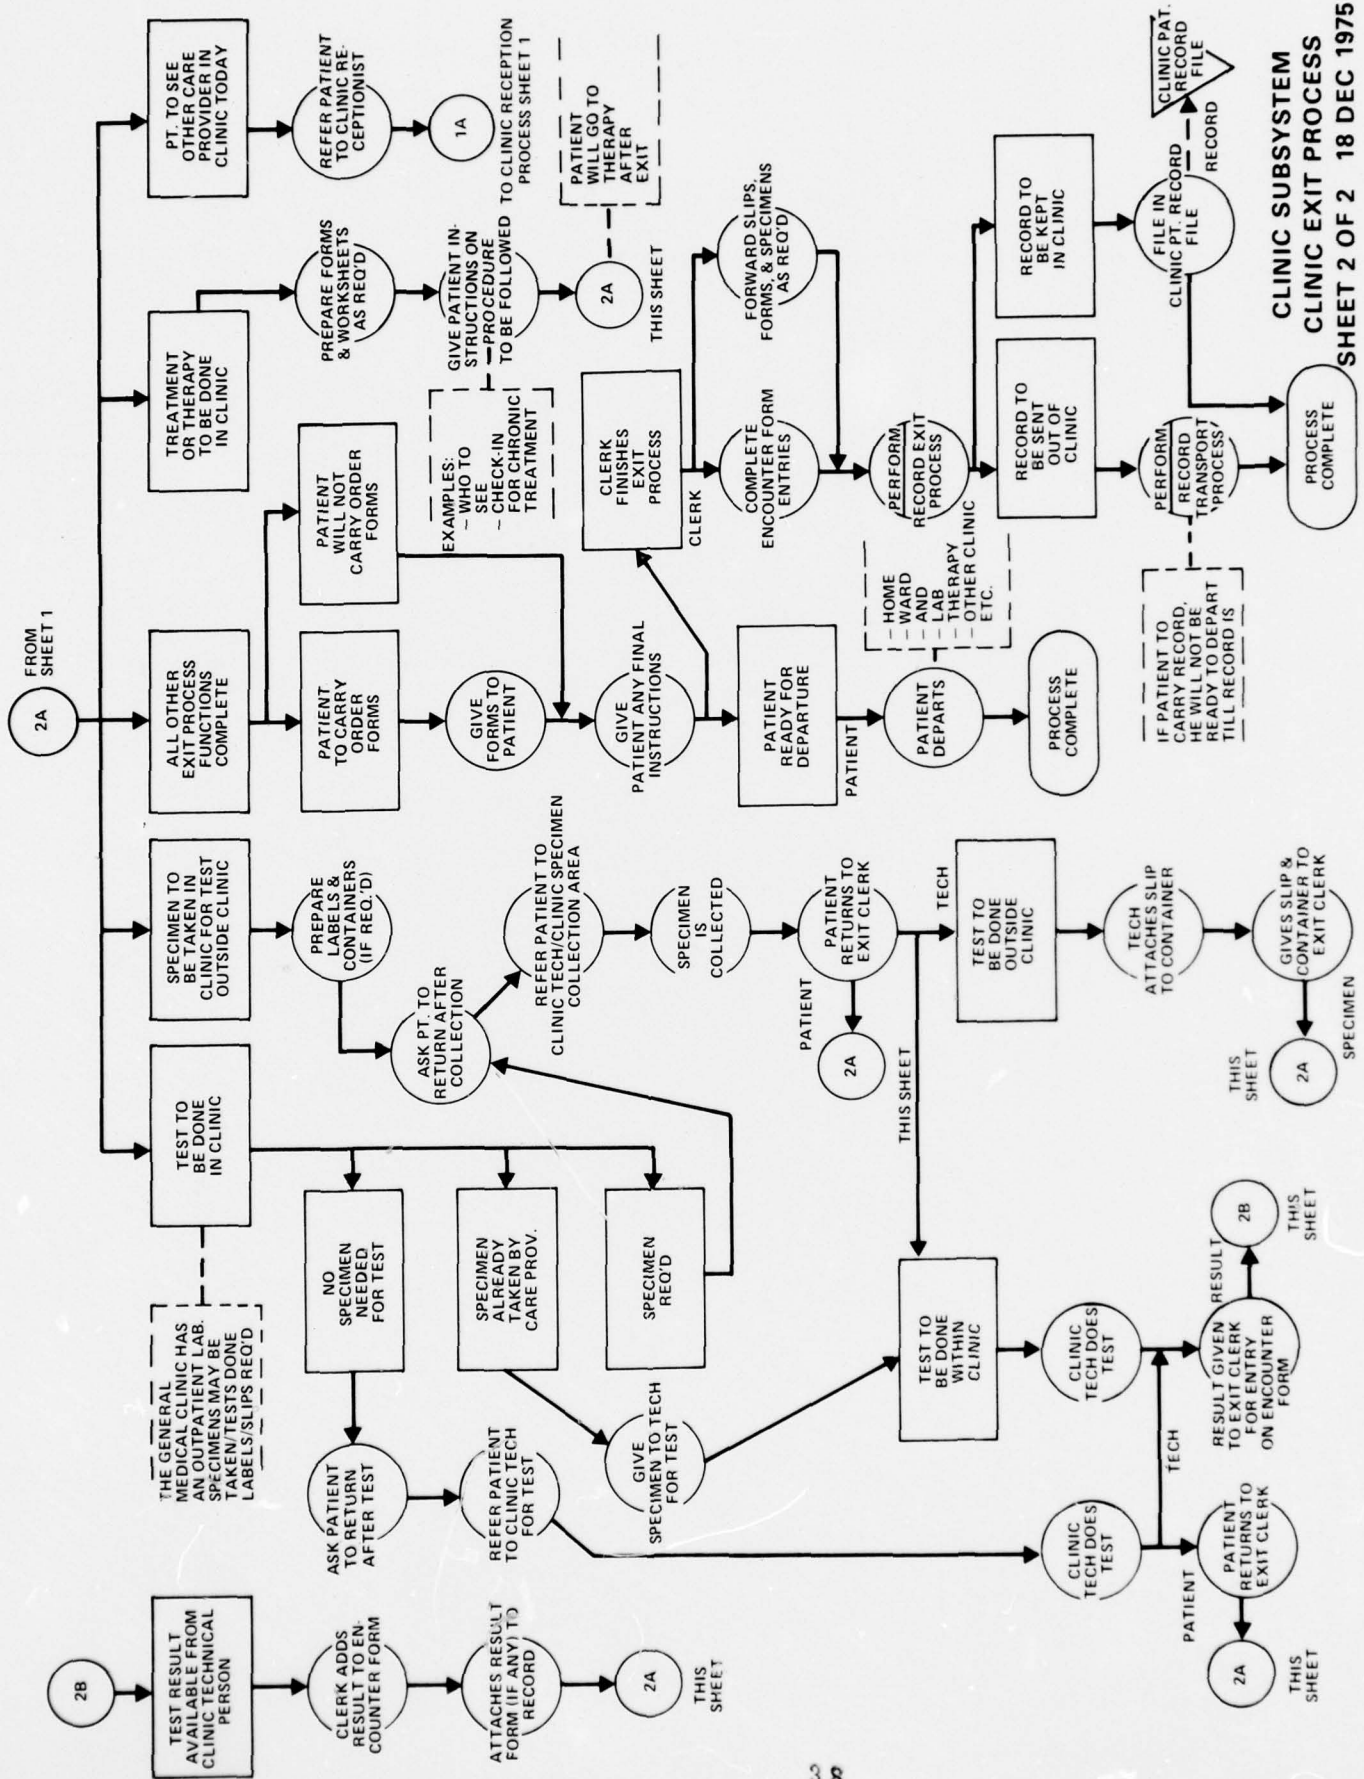 2A
FROM
SHEET 1
PT. TO SEE
OTHER CARE
PROVIDER IN
CLINIC TODAY
REFER PATIENT
TO CLINIC RE-
CEPTIONIST
1A
TO CLINIC RECEPTION
PROCESS SHEET 1
TREATMENT
OR THERAPY
TO BE DONE
IN CLINIC
PREPARE FORMS
& WORKSHEETS
AS REQ'D
GIVE PATIENT IN-
STRUCTIONS ON
PROCEDURE
TO BE FOLLOWED
EXAMPLES:
– WHO TO
SEE
– CHECK-IN
FOR CHRONIC
TREATMENT
2A
THIS SHEET
PATIENT
WILL GO TO
THERAPY
AFTER
EXIT
ALL OTHER
EXIT PROCESS
FUNCTIONS
COMPLETE
PATIENT
WILL NOT
CARRY ORDER
FORMS
PATIENT
TO CARRY
ORDER
FORMS
GIVE
FORMS TO
PATIENT
GIVE
PATIENT ANY FINAL
INSTRUCTIONS
PATIENT
READY FOR
DEPARTURE
PATIENT
PATIENT
DEPARTS
– HOME
– WARD
– AND
– LAB
– THERAPY
– OTHER CLINIC
ETC.
PROCESS
COMPLETE
CLERK
FINISHES
EXIT
PROCESS
CLERK
COMPLETE
ENCOUNTER FORM
ENTRIES
FORWARD SLIPS,
FORMS, & SPECIMENS
AS REQ'D
PERFORM
RECORD EXIT
PROCESS
RECORD TO
BE SENT
OUT OF
CLINIC
RECORD TO
BE KEPT
IN CLINIC
PERFORM
RECORD
TRANSPORT
PROCESS
IF PATIENT TO
CARRY RECORD,
HE WILL NOT BE
READY TO DEPART
TILL RECORD IS
FILE IN
CLINIC PT. RECORD
FILE
RECORD
CLINIC PAT.
RECORD
FILE
PROCESS
COMPLETE
SPECIMEN TO
BE TAKEN IN
CLINIC FOR TEST
OUTSIDE CLINIC
PREPARE
LABELS &
CONTAINERS
(IF REQ.'D)
ASK PT. TO
RETURN AFTER
COLLECTION
REFER PATIENT TO
CLINIC TECH/CLINIC SPECIMEN
COLLECTION AREA
SPECIMEN
IS
COLLECTED
PATIENT
RETURNS TO
EXIT CLERK
PATIENT
2A
THIS SHEET
TECH
TEST TO
BE DONE
OUTSIDE
CLINIC
TECH
ATTACHES SLIP
TO CONTAINER
GIVES SLIP &
CONTAINER TO
EXIT CLERK
SPECIMEN
2A
THIS
SHEET
TEST TO
BE DONE
IN CLINIC
THE GENERAL
MEDICAL CLINIC HAS
AN OUTPATIENT LAB.
SPECIMENS MAY BE
TAKEN/TESTS DONE
LABELS/SLIPS REQ'D
NO
SPECIMEN
NEEDED
FOR TEST
SPECIMEN
ALREADY
TAKEN BY
CARE PROV.
SPECIMEN
REQ'D
ASK PATIENT
TO RETURN
AFTER TEST
REFER PATIENT
TO CLINIC TECH
FOR TEST
GIVE
SPECIMEN TO TECH
FOR TEST
TEST TO
BE DONE
WITHIN
CLINIC
CLINIC
TECH DOES
TEST
RESULT GIVEN
TO EXIT CLERK
FOR ENTRY
ON ENCOUNTER
FORM
RESULT
2B
THIS
SHEET
CLINIC
TECH DOES
TEST
TECH
PATIENT
PATIENT
RETURNS TO
EXIT CLERK
2A
THIS
SHEET
2B
TEST RESULT
AVAILABLE FROM
CLINIC TECHNICAL
PERSON
CLERK ADDS
RESULT TO EN-
COUNTER FORM
ATTACHES RESULT
FORM (IF ANY) TO
RECORD
2A
THIS
SHEET
CLINIC SUBSYSTEM
CLINIC EXIT PROCESS
SHEET 2 OF 2 18 DEC 1975